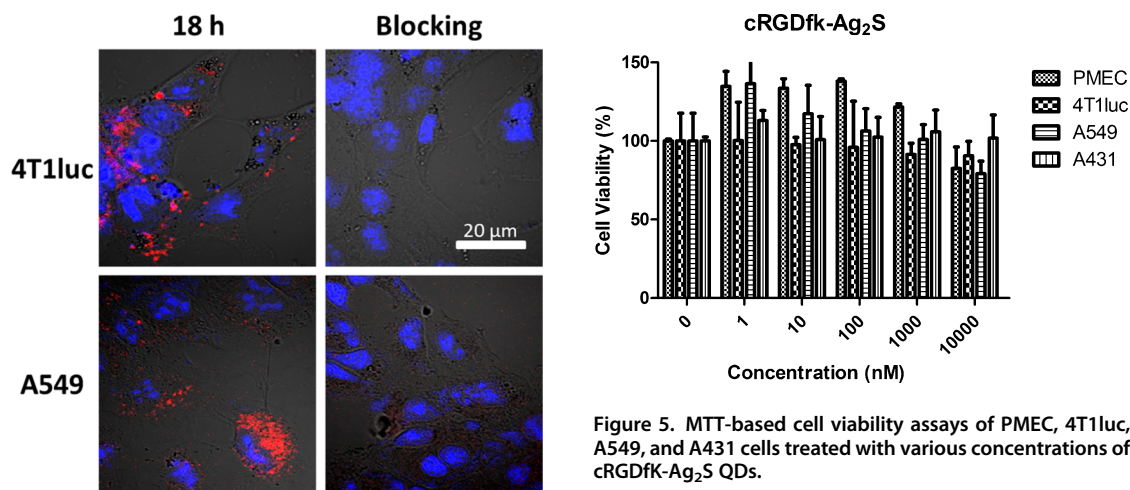 18 h
Blocking
4T1luc
20 µm
A549
cRGDfk-Ag₂S
150
100
50
0
Cell Viability (%)
0
1
10
100
1000
10000
Concentration (nM)
PMEC
4T1luc
A549
A431
Figure 5. MTT-based cell viability assays of PMEC, 4T1luc,
A549, and A431 cells treated with various concentrations of
cRGDfK-Ag₂S QDs.